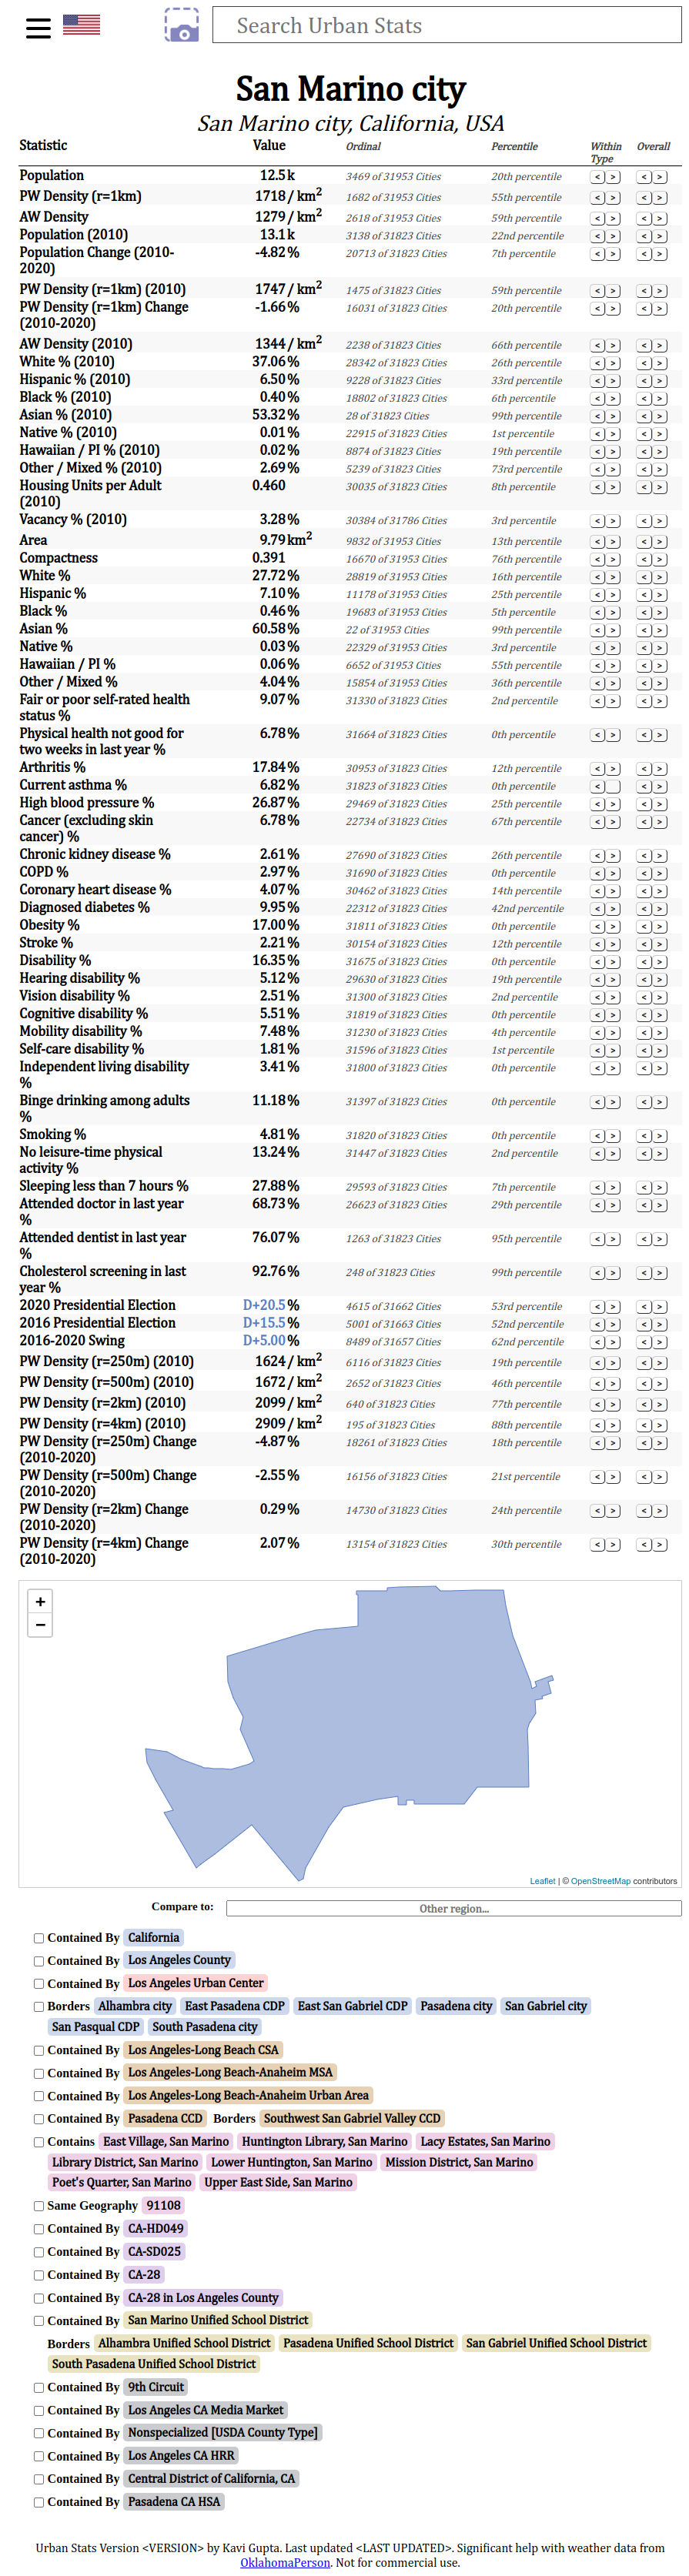 Search Urban Stats
San Marino city
San Marino city, California, USA
Statistic Value Ordinal Percentile Within Type Overall
Population 12.5k 3469 of 31953 Cities 20th percentile < > < >
PW Density (r=1km) 1718 / km2 1682 of 31953 Cities 55th percentile < > < >
AW Density 1279 / km2 2618 of 31953 Cities 59th percentile < > < >
Population (2010) 13.1k 3138 of 31823 Cities 22nd percentile < > < >
Population Change (2010-
2020) -4.82% 20713 of 31823 Cities 7th percentile < > < >
PW Density (r=1km) (2010) 1747 / km2 1475 of 31823 Cities 59th percentile < > < >
PW Density (r=1km) Change
(2010-2020) -1.66% 16031 of 31823 Cities 20th percentile < > < >
AW Density (2010) 1344 / km2 2238 of 31823 Cities 66th percentile < > < >
White % (2010) 37.06% 28342 of 31823 Cities 26th percentile < > < >
Hispanic % (2010) 6.50% 9228 of 31823 Cities 33rd percentile < > < >
Black % (2010) 0.40% 18802 of 31823 Cities 6th percentile < > < >
Asian % (2010) 53.32% 28 of 31823 Cities 99th percentile < > < >
Native % (2010) 0.01% 22915 of 31823 Cities 1st percentile < > < >
Hawaiian / PI % (2010) 0.02% 8874 of 31823 Cities 19th percentile < > < >
Other / Mixed % (2010) 2.69% 5239 of 31823 Cities 73rd percentile < > < >
Housing Units per Adult
(2010) 0.460 30035 of 31823 Cities 8th percentile < > < >
Vacancy % (2010) 3.28% 30384 of 31786 Cities 3rd percentile < > < >
Area 9.79km2 9832 of 31953 Cities 13th percentile < > < >
Compactness 0.391 16670 of 31953 Cities 76th percentile < > < >
White % 27.72% 28819 of 31953 Cities 16th percentile < > < >
Hispanic % 7.10% 11178 of 31953 Cities 25th percentile < > < >
Black % 0.46% 19683 of 31953 Cities 5th percentile < > < >
Asian % 60.58% 22 of 31953 Cities 99th percentile < > < >
Native % 0.03% 22329 of 31953 Cities 3rd percentile < > < >
Hawaiian / PI % 0.06% 6652 of 31953 Cities 55th percentile < > < >
Other / Mixed % 4.04% 15854 of 31953 Cities 36th percentile < > < >
Fair or poor self-rated health
status % 9.07% 31330 of 31823 Cities 2nd percentile < > < >
Physical health not good for
two weeks in last year % 6.78% 31664 of 31823 Cities 0th percentile < > < >
Arthritis % 17.84% 30953 of 31823 Cities 12th percentile < > < >
Current asthma % 6.82% 31823 of 31823 Cities 0th percentile < < >
High blood pressure % 26.87% 29469 of 31823 Cities 25th percentile < > < >
Cancer (excluding skin
cancer) % 6.78% 22734 of 31823 Cities 67th percentile < > < >
Chronic kidney disease % 2.61% 27690 of 31823 Cities 26th percentile < > < >
COPD % 2.97% 31690 of 31823 Cities 0th percentile < > < >
Coronary heart disease % 4.07% 30462 of 31823 Cities 14th percentile < > < >
Diagnosed diabetes % 9.95% 22312 of 31823 Cities 42nd percentile < > < >
Obesity % 17.00% 31811 of 31823 Cities 0th percentile < > < >
Stroke % 2.21% 30154 of 31823 Cities 12th percentile < > < >
Disability % 16.35% 31675 of 31823 Cities 0th percentile < > < >
Hearing disability % 5.12% 29630 of 31823 Cities 19th percentile < > < >
Vision disability % 2.51% 31300 of 31823 Cities 2nd percentile < > < >
Cognitive disability % 5.51% 31819 of 31823 Cities 0th percentile < > < >
Mobility disability % 7.48% 31230 of 31823 Cities 4th percentile < > < >
Self-care disability % 1.81% 31596 of 31823 Cities 1st percentile < > < >
Independent living disability
% 3.41% 31800 of 31823 Cities 0th percentile < > < >
Binge drinking among adults
% 11.18% 31397 of 31823 Cities 0th percentile < > < >
Smoking % 4.81% 31820 of 31823 Cities 0th percentile < > < >
No leisure-time physical
activity % 13.24% 31447 of 31823 Cities 2nd percentile < > < >
Sleeping less than 7 hours % 27.88% 29593 of 31823 Cities 7th percentile < > < >
Attended doctor in last year
% 68.73% 26623 of 31823 Cities 29th percentile < > < >
Attended dentist in last year
% 76.07% 1263 of 31823 Cities 95th percentile < > < >
Cholesterol screening in last
year % 92.76% 248 of 31823 Cities 99th percentile < > < >
2020 Presidential Election D+20.5% 4615 of 31662 Cities 53rd percentile < > < >
2016 Presidential Election D+15.5% 5001 of 31663 Cities 52nd percentile < > < >
2016-2020 Swing D+5.00% 8489 of 31657 Cities 62nd percentile < > < >
PW Density (r=250m) (2010) 1624 / km2 6116 of 31823 Cities 19th percentile < > < >
PW Density (r=500m) (2010) 1672 / km2 2652 of 31823 Cities 46th percentile < > < >
PW Density (r=2km) (2010) 2099 / km2 640 of 31823 Cities 77th percentile < > < >
PW Density (r=4km) (2010) 2909 / km2 195 of 31823 Cities 88th percentile < > < >
PW Density (r=250m) Change
(2010-2020) -4.87% 18261 of 31823 Cities 18th percentile < > < >
PW Density (r=500m) Change
(2010-2020) -2.55% 16156 of 31823 Cities 21st percentile < > < >
PW Density (r=2km) Change
(2010-2020) 0.29% 14730 of 31823 Cities 24th percentile < > < >
PW Density (r=4km) Change
(2010-2020) 2.07% 13154 of 31823 Cities 30th percentile < > < >
+
−
Leaflet | © OpenStreetMap contributors
Compare to: Other region...
Contained By California
Contained By Los Angeles County
Contained By Los Angeles Urban Center
Borders Alhambra city East Pasadena CDP East San Gabriel CDP Pasadena city San Gabriel city
San Pasqual CDP South Pasadena city
Contained By Los Angeles-Long Beach CSA
Contained By Los Angeles-Long Beach-Anaheim MSA
Contained By Los Angeles-Long Beach-Anaheim Urban Area
Contained By Pasadena CCD Borders Southwest San Gabriel Valley CCD
Contains East Village, San Marino Huntington Library, San Marino Lacy Estates, San Marino
Library District, San Marino Lower Huntington, San Marino Mission District, San Marino
Poet's Quarter, San Marino Upper East Side, San Marino
Same Geography 91108
Contained By CA-HD049
Contained By CA-SD025
Contained By CA-28
Contained By CA-28 in Los Angeles County
Contained By San Marino Unified School District
Borders Alhambra Unified School District Pasadena Unified School District San Gabriel Unified School District
South Pasadena Unified School District
Contained By 9th Circuit
Contained By Los Angeles CA Media Market
Contained By Nonspecialized [USDA County Type]
Contained By Los Angeles CA HRR
Contained By Central District of California, CA
Contained By Pasadena CA HSA
Urban Stats Version <VERSION> by Kavi Gupta. Last updated <LAST UPDATED>. Significant help with weather data from
OklahomaPerson. Not for commercial use.